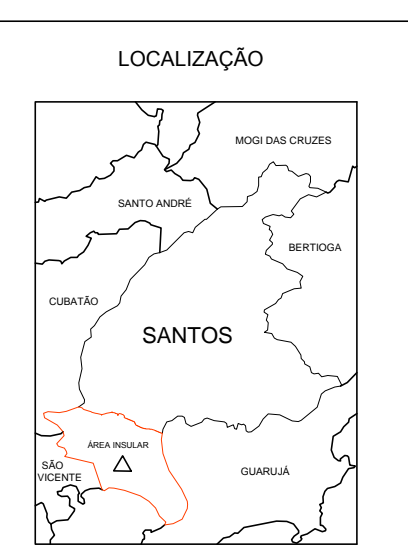 LOCALIZAÇÃO
MOGI DAS CRUZES
SANTO ANDRÉ
BERTIOGA
CUBATÃO
SANTOS
ÁREA INSULAR
SÃO
VICENTE
GUARUJÁ